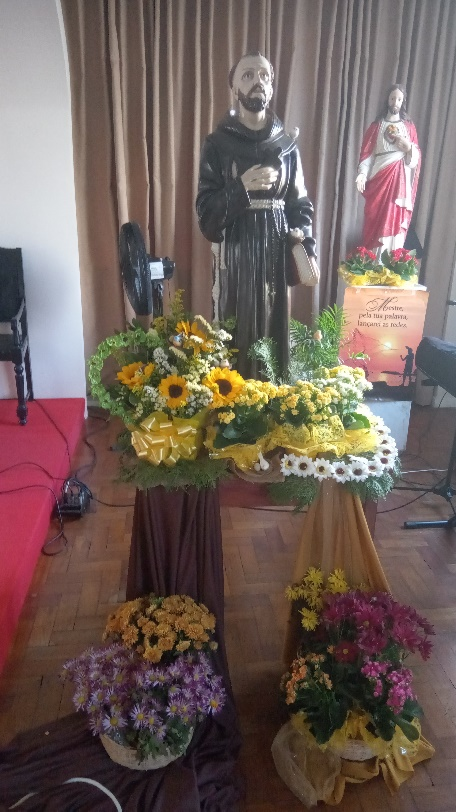 Mestre,
pela tua palavra,
lançarei as redes.